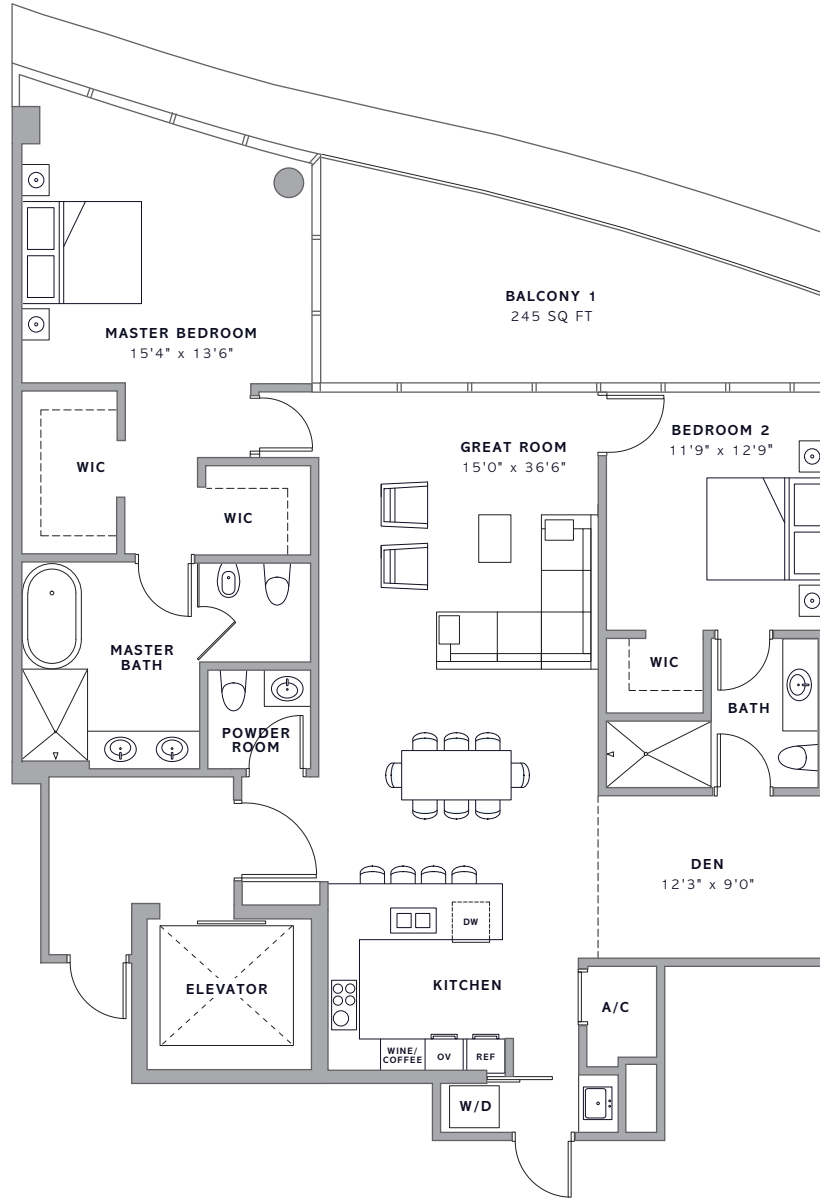 BALCONY 1
245 SQ FT
MASTER BEDROOM
15'4" x 13'6"
BEDROOM 2
11'9" x 12'9"
GREAT ROOM
15'0" x 36'6"
WIC
WIC
MASTER
BATH
WIC
BATH
POWDER
ROOM
DEN
12'3" x 9'0"
DW
ELEVATOR
KITCHEN
A/C
WINE/
COFFEE
OV
REF
W/D